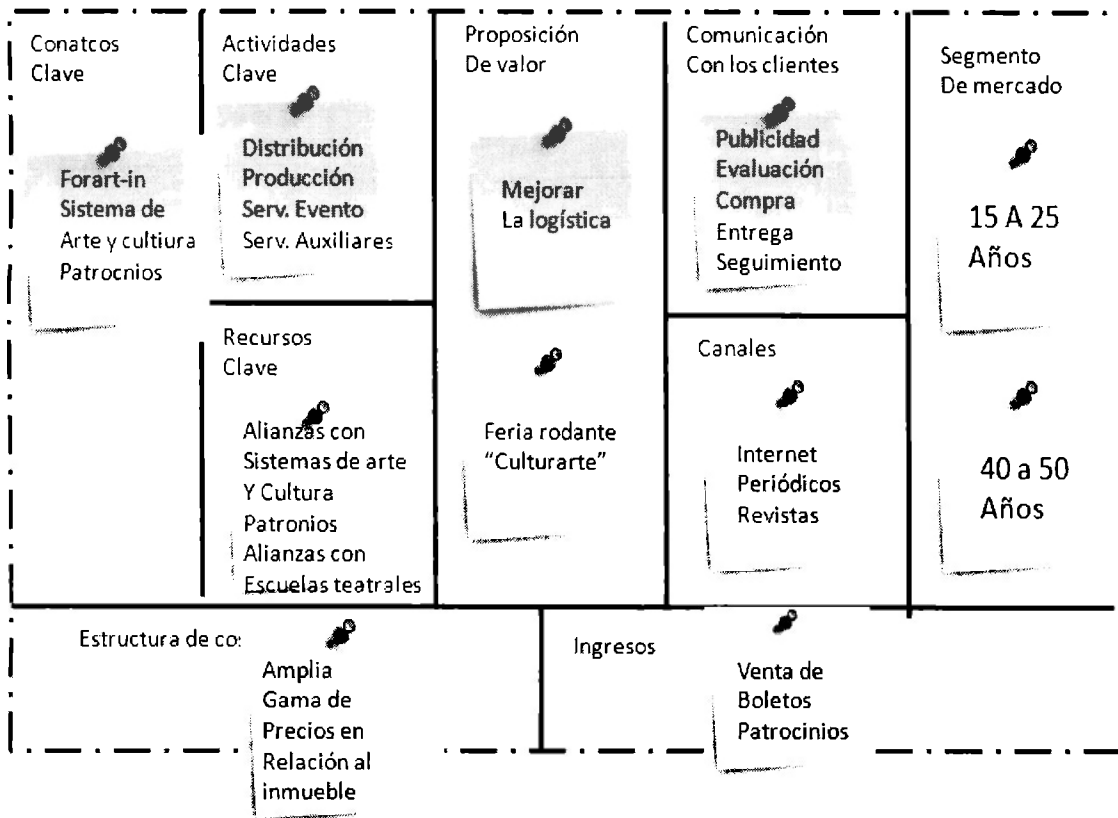 Conatcos
Clave
Forart-in
Sistema de
Arte y cultiura
Patrocnios
Actividades
Clave
Distribución
Producción
Serv. Evento
Serv. Auxiliares
Recursos
Clave
Alianzas con
Sistemas de arte
Y Cultura
Patronios
Alianzas con
Escuelas teatrales
Proposición
De valor
Mejorar
La logística
Feria rodante
“Culturarte”
Comunicación
Con los clientes
Publicidad
Evaluación
Compra
Entrega
Seguimiento
Canales
Internet
Periódicos
Revistas
Segmento
De mercado
15 A 25
Años
40 a 50
Años
Estructura de co
Amplia
Gama de
Precios en
Relación al
inmueble
Ingresos
Venta de
Boletos
Patrocinios